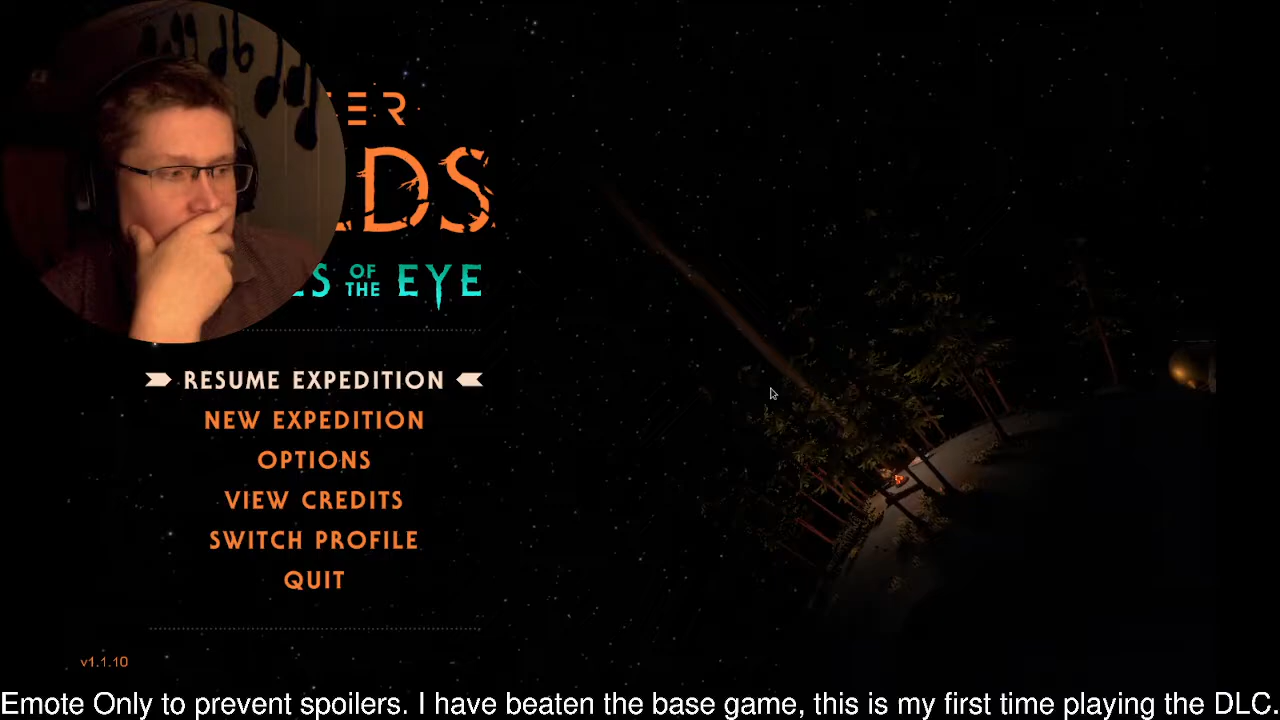 OF
THE
EYE
RESUME EXPEDITION
NEW EXPEDITION
OPTIONS
VIEW CREDITS
SWITCH PROFILE
QUIT
v1.1.10
Emote Only to prevent spoilers. I have beaten the base game, this is my first time playing the DLC.